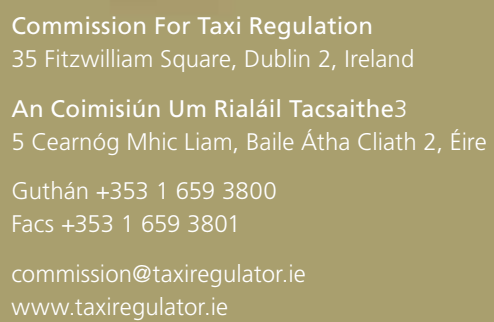 Commission For Taxi Regulation
35 Fitzwilliam Square, Dublin 2, Ireland
An Coimisiún Um Rialáil Tacsaithe3
5 Cearnóg Mhic Liam, Baile Átha Cliath 2, Éire
Guthán +353 1 659 3800
Facs +353 1 659 3801
commission@taxiregulator.ie
www.taxiregulator.ie